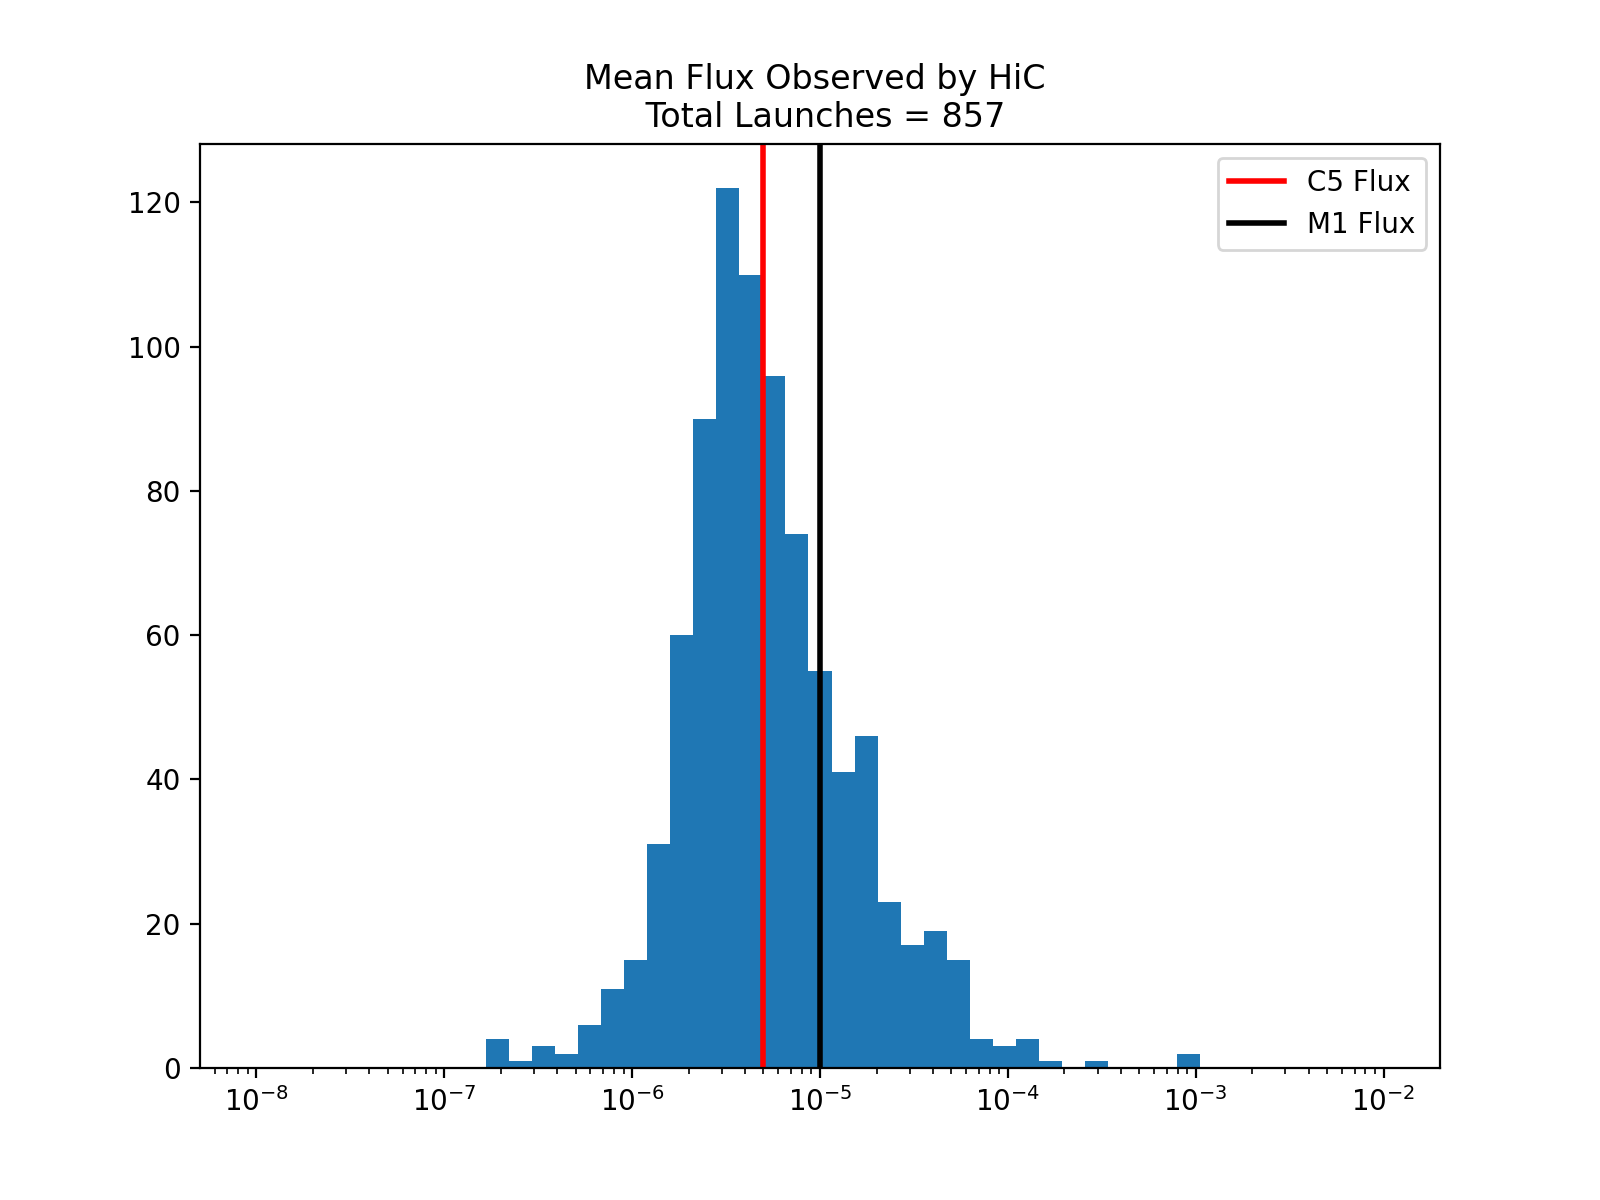 Mean Flux Observed by HiC
Total Launches = 857
C5 Flux
M1 Flux
120
100
80
60
40
20
0
10⁻⁸ 10⁻⁷ 10⁻⁶ 10⁻⁵ 10⁻⁴ 10⁻³ 10⁻²